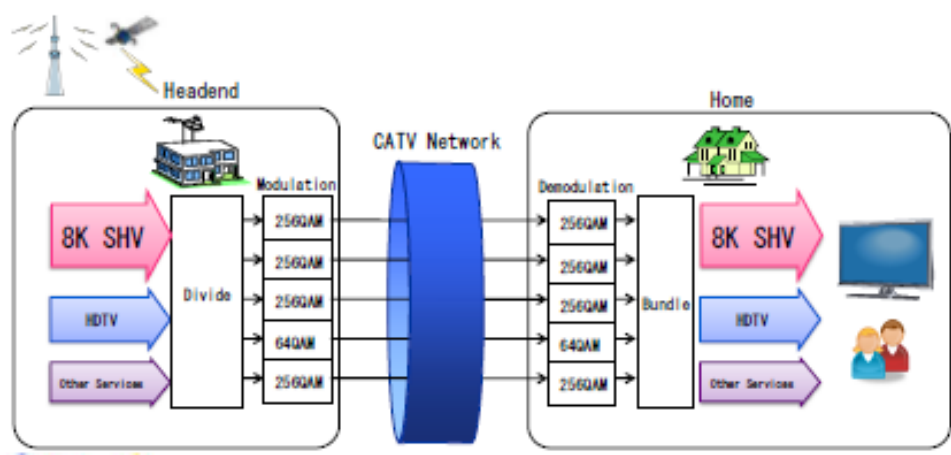 Headend
Home
CATV Network
Modulation
Demodulation
8K SHV
HDTV
Other Services
Divide
256QAM
256QAM
256QAM
64QAM
256QAM
256QAM
256QAM
256QAM
64QAM
256QAM
Bundle
8K SHV
HDTV
Other Services